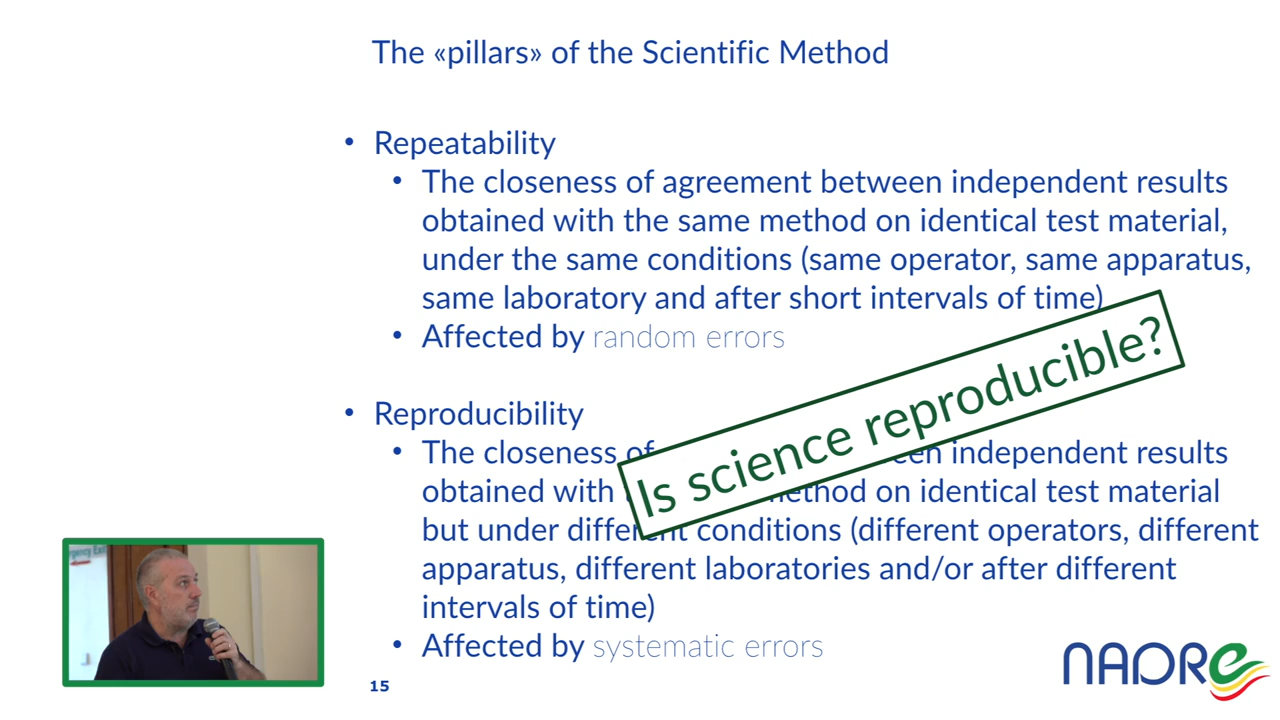 The «pillars» of the Scientific Method
• Repeatability
• The closeness of agreement between independent results
obtained with the same method on identical test material,
under the same conditions (same operator, same apparatus,
same laboratory and after short intervals of time)
• Affected by random errors
Is science reproducible?
• Reproducibility
• The closeness of independent results
obtained with method on identical test material
but under different conditions (different operators, different
apparatus, different laboratories and/or after different
intervals of time)
• Affected by systematic errors
15
NADRe